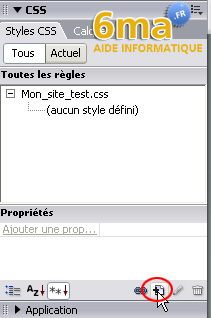 CSS
6ma
.FR
AIDE INFORMATIQUE
Styles CSS
Tous
Actuel
Toutes les règles
Mon_site_test.css
(aucun style défini)
Propriétés
Ajouter une prop...
Az
**
Application